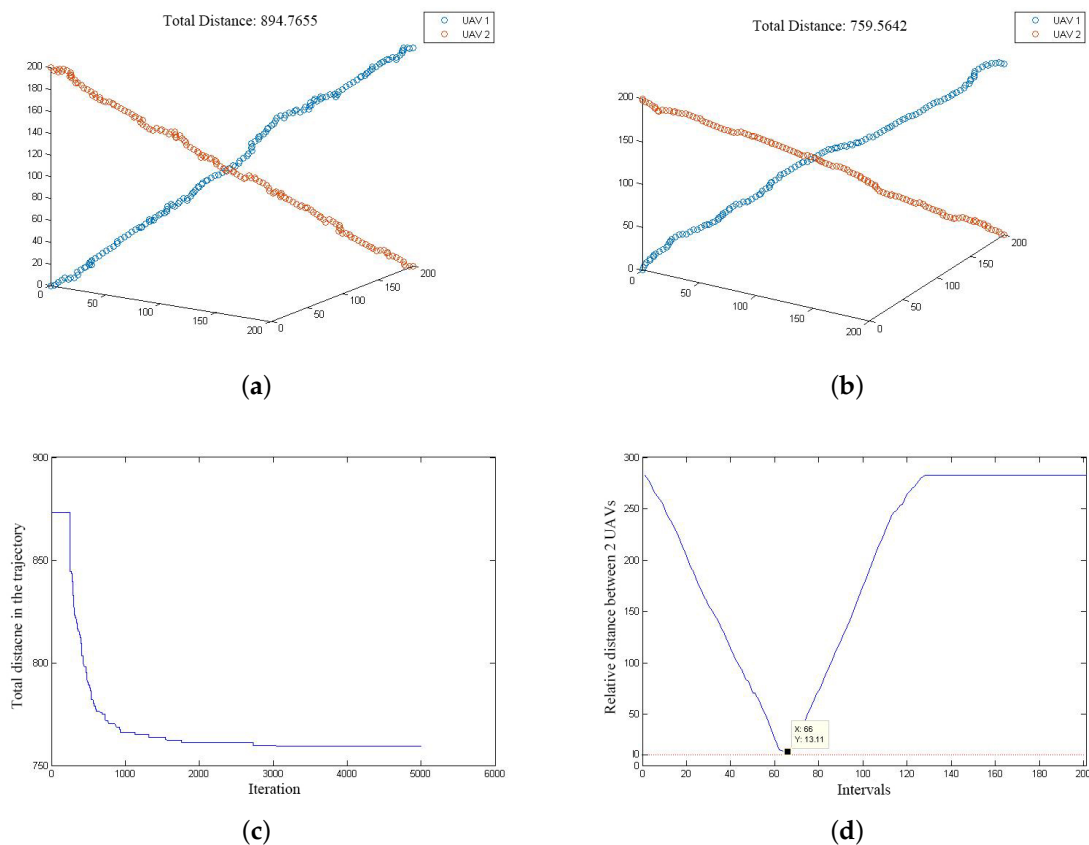 Total Distance: 894.7655
UAV 1
UAV 2
200
180
160
140
120
100
80
60
40
20
0
0
50
100
150
200
0
50
100
150
200
(a)
Total Distance: 759.5642
UAV 1
UAV 2
200
150
100
50
0
0
50
100
150
200
0
50
100
150
200
(b)
900
850
800
750
0 1000 2000 3000 4000 5000 6000
Total distacne in the trajectory
Iteration
(c)
300
250
200
150
100
50
10
0
0 20 40 60 80 100 120 140 160 180 200
Relative distance between 2 UAVs
X: 66
Y: 13.11
Intervals
(d)